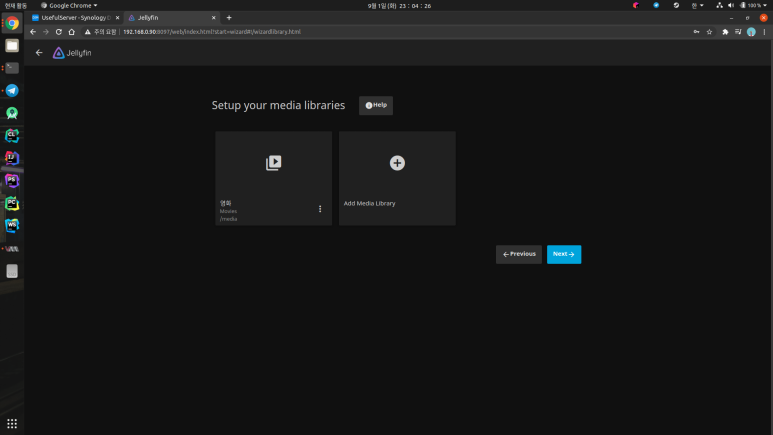 현재 활동
Google Chrome
9월 1일 (화) 23 : 04 : 26
한
100 %
UsefulServer - Synology
Jellyfin
주의 요함
192.168.0.90:8097/web/index.html?start=wizard#!/wizardlibrary.html
Jellyfin
Setup your media libraries
Help
영화
Movies
/media
Add Media Library
Previous
Next